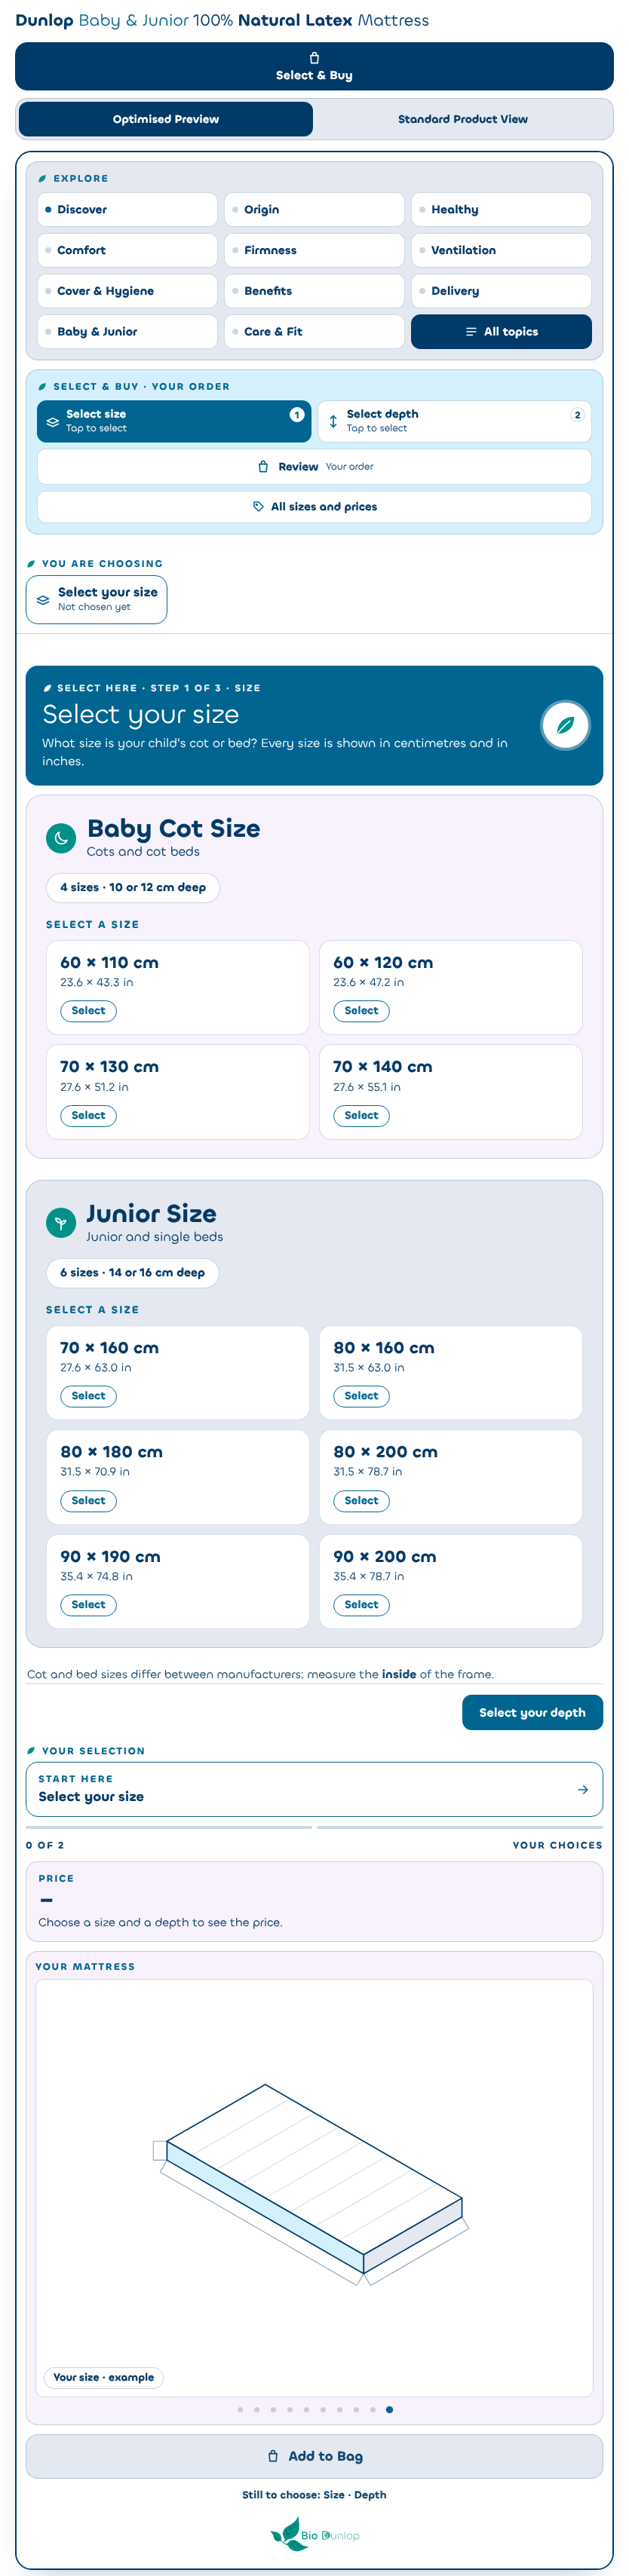 Dunlop Baby & Junior 100% Natural Latex Mattress
Select & Buy
Optimised Preview
Standard Product View
EXPLORE
Discover
Origin
Healthy
Comfort
Firmness
Ventilation
Cover & Hygiene
Benefits
Delivery
Baby & Junior
Care & Fit
All topics
SELECT & BUY · YOUR ORDER
Select size
Tap to select
1
Select depth
Tap to select
2
Review Your order
All sizes and prices
YOU ARE CHOOSING
Select your size
Not chosen yet
SELECT HERE · STEP 1 OF 3 · SIZE
Select your size
What size is your child's cot or bed? Every size is shown in centimetres and in
inches.
Baby Cot Size
Cots and cot beds
4 sizes · 10 or 12 cm deep
SELECT A SIZE
60 × 110 cm
23.6 × 43.3 in
Select
60 × 120 cm
23.6 × 47.2 in
Select
70 × 130 cm
27.6 × 51.2 in
Select
70 × 140 cm
27.6 × 55.1 in
Select
Junior Size
Junior and single beds
6 sizes · 14 or 16 cm deep
SELECT A SIZE
70 × 160 cm
27.6 × 63.0 in
Select
80 × 160 cm
31.5 × 63.0 in
Select
80 × 180 cm
31.5 × 70.9 in
Select
80 × 200 cm
31.5 × 78.7 in
Select
90 × 190 cm
35.4 × 74.8 in
Select
90 × 200 cm
35.4 × 78.7 in
Select
Cot and bed sizes differ between manufacturers: measure the inside of the frame.
Select your depth
YOUR SELECTION
START HERE
Select your size
0 OF 2
YOUR CHOICES
PRICE
–
Choose a size and a depth to see the price.
YOUR MATTRESS
Your size · example
Add to Bag
Still to choose: Size · Depth
Bio Dunlop